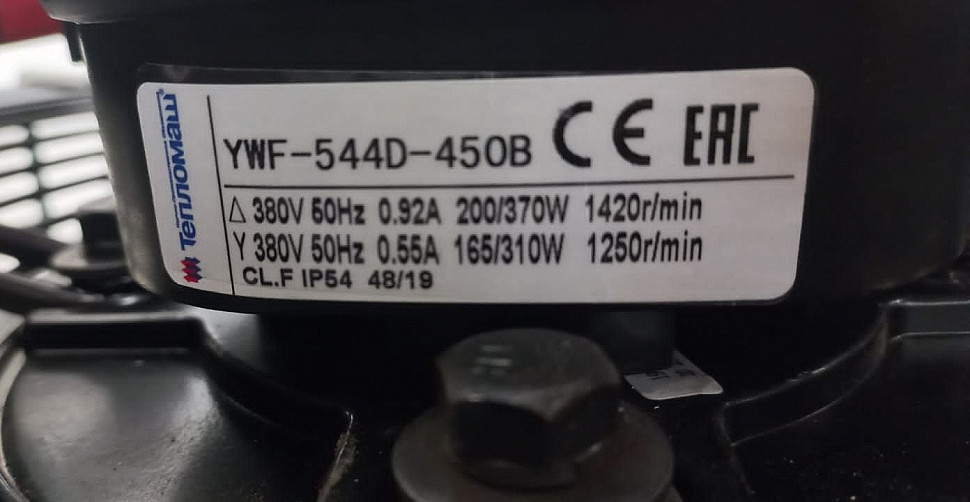 Тепломаш®
YWF-544D-450B CE EAC
Δ 380V 50Hz 0.92A 200/370W 1420r/min
Y 380V 50Hz 0.55A 165/310W 1250r/min
CL.F IP54 48/19